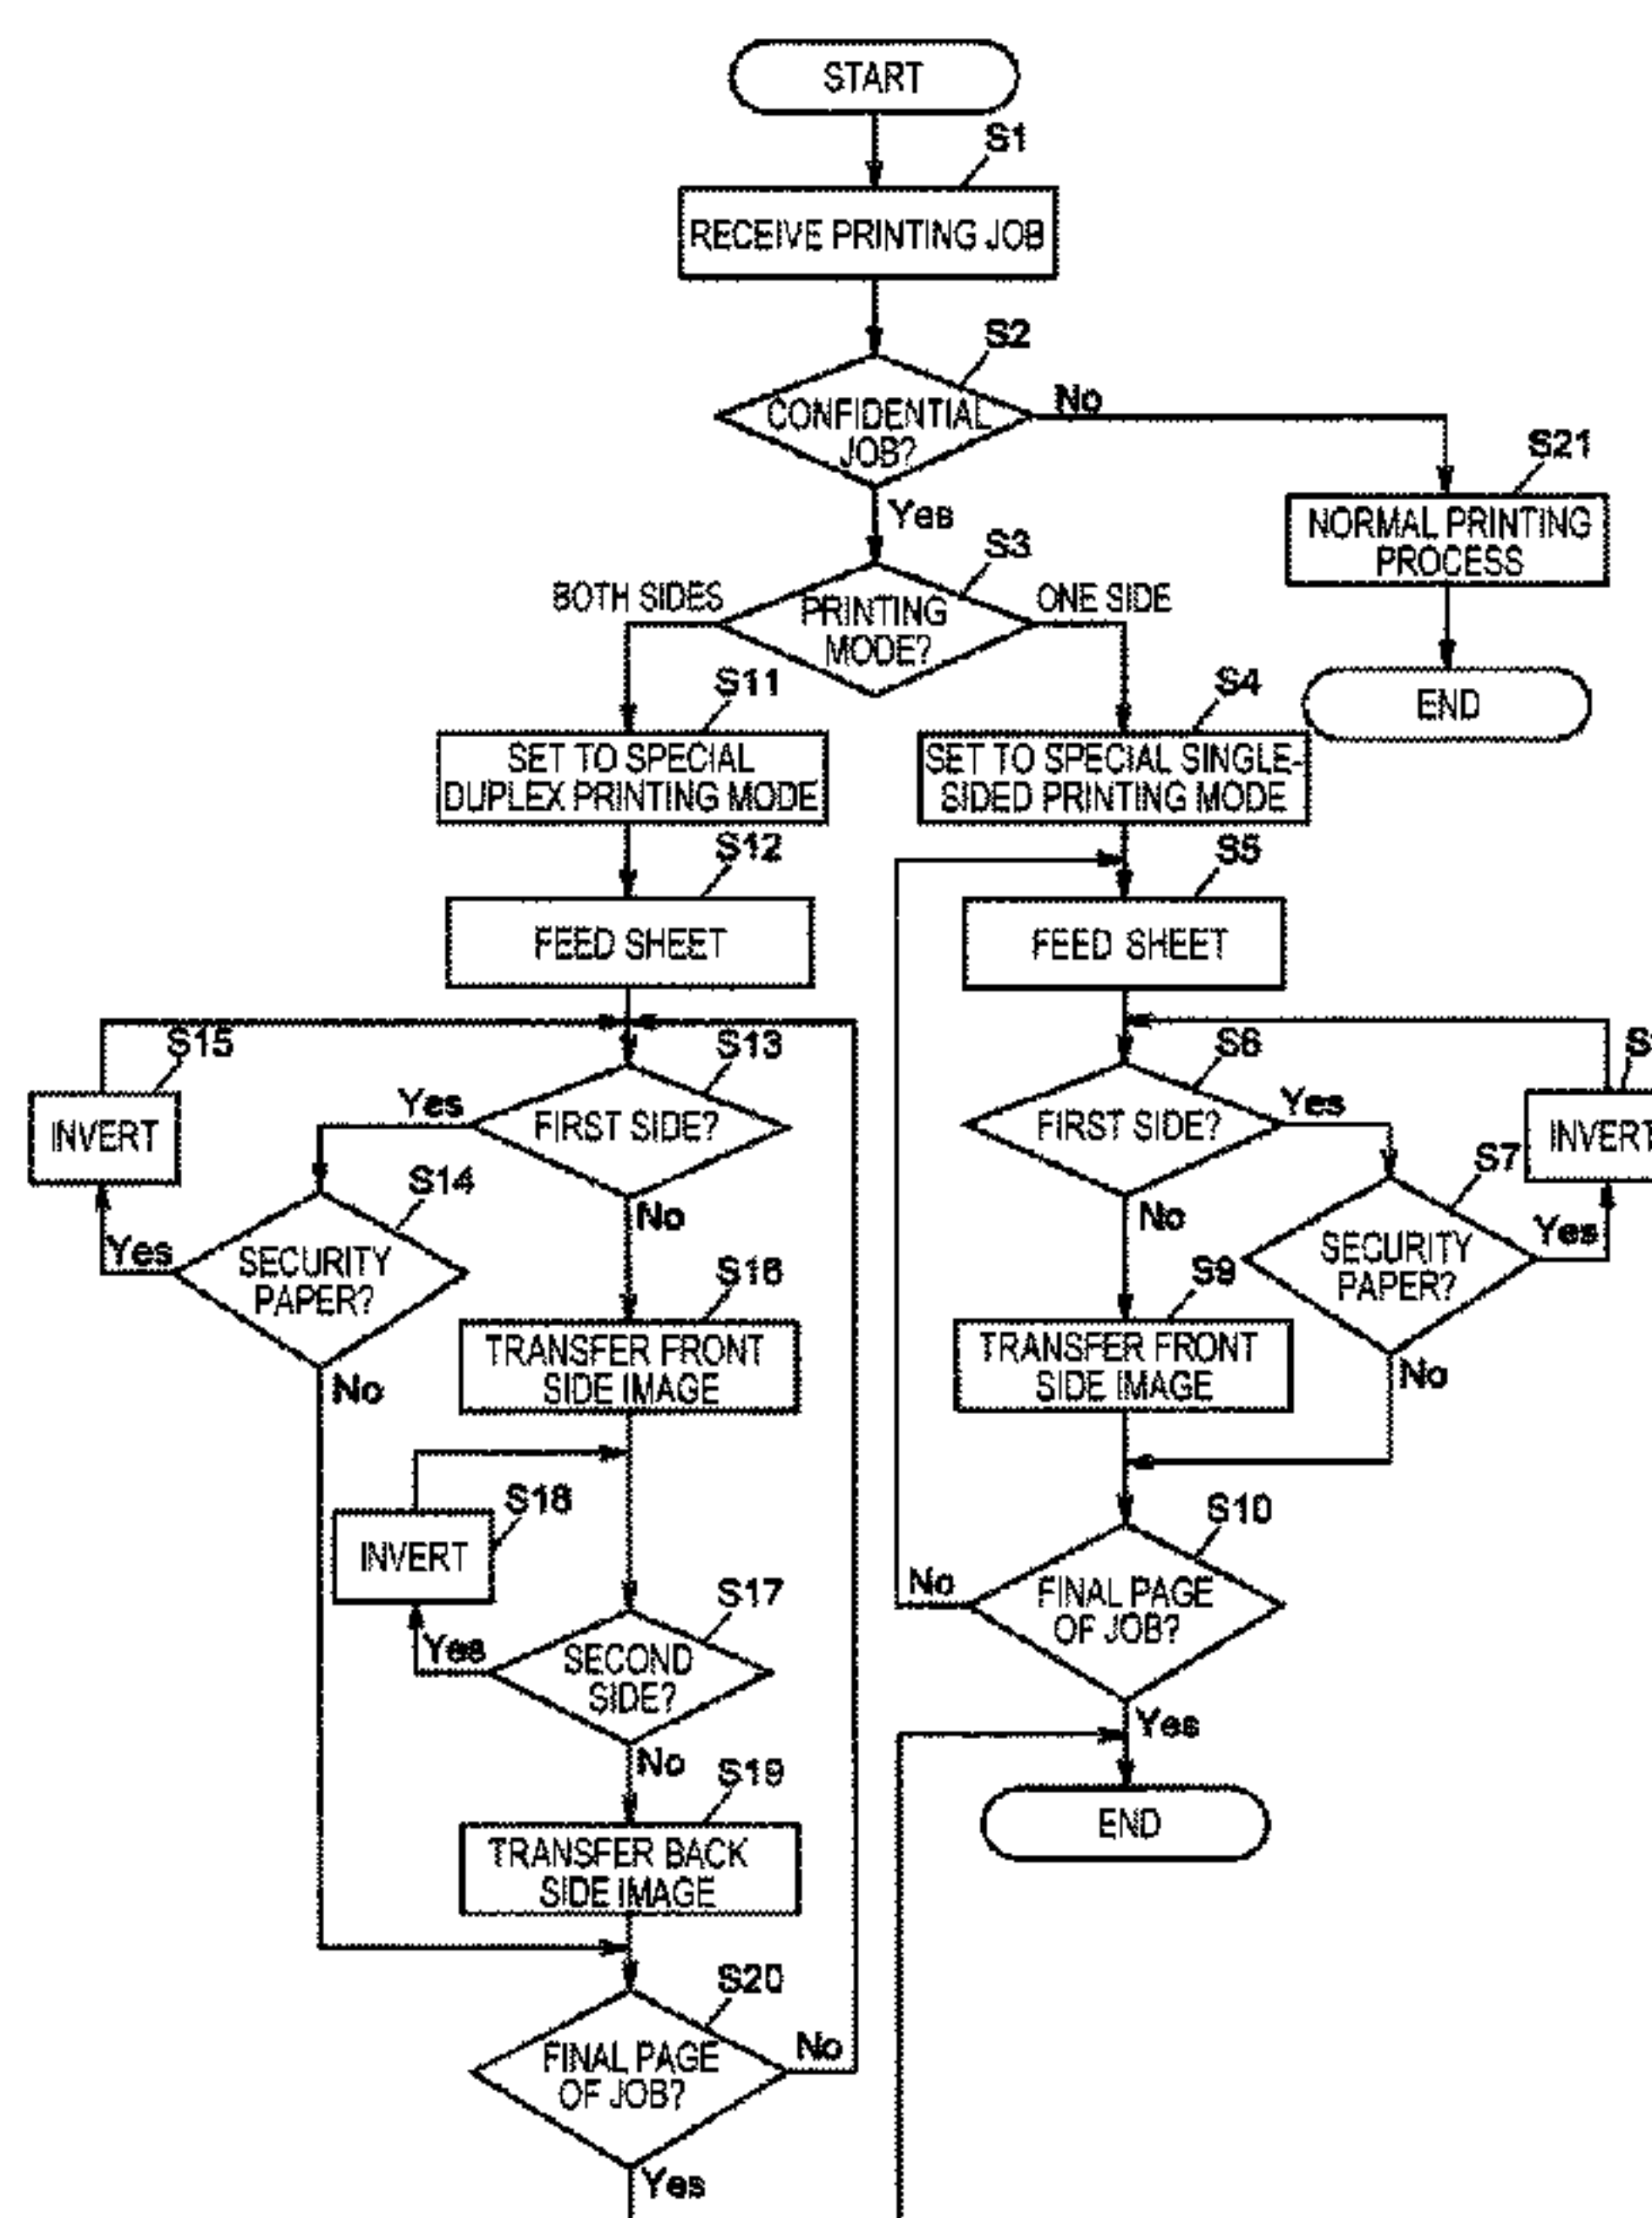 START
S1
RECEIVE PRINTING JOB
S2
CONFIDENTIAL
JOB?
No
S21
NORMAL PRINTING
PROCESS
END
Yes
S3
PRINTING
MODE?
BOTH SIDES
ONE SIDE
S11
SET TO SPECIAL
DUPLEX PRINTING MODE
S4
SET TO SPECIAL SINGLE-
SIDED PRINTING MODE
S12
FEED SHEET
S5
FEED SHEET
S15
INVERT
S13
FIRST SIDE?
Yes
No
S14
SECURITY
PAPER?
Yes
No
S6
FIRST SIDE?
Yes
No
S7
SECURITY
PAPER?
Yes
No
INVERT
S16
TRANSFER FRONT
SIDE IMAGE
S9
TRANSFER FRONT
SIDE IMAGE
S18
INVERT
S17
SECOND
SIDE?
Yes
No
S10
FINAL PAGE
OF JOB?
No
Yes
END
S19
TRANSFER BACK
SIDE IMAGE
S20
FINAL PAGE
OF JOB?
No
Yes